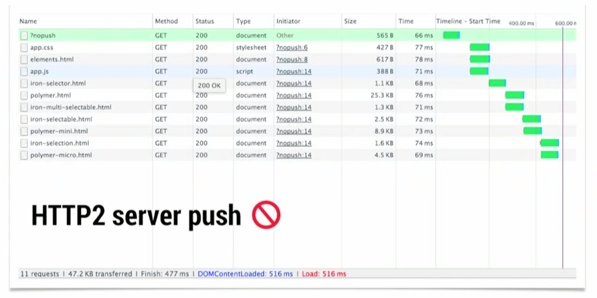 Name Method Status Type Initiator Size Time Timeline – Start Time 400.00 ms 600.00 m
?nopush GET 200 document Other 565 B 66 ms
app.css GET 200 stylesheet ?nopush:6 427 B 77 ms
elements.html GET 200 document ?nopush:8 617 B 78 ms
app.js GET 200 script ?nopush:14 388 B 71 ms
iron-selector.html GET 200 document ?nopush:14 1.1 KB 68 ms
200 OK
polymer.html GET 200 document ?nopush:14 25.3 KB 76 ms
iron-multi-selectable.html GET 200 document ?nopush:14 1.3 KB 71 ms
iron-selectable.html GET 200 document ?nopush:14 2.5 KB 72 ms
polymer-mini.html GET 200 document ?nopush:14 8.9 KB 73 ms
iron-selection.html GET 200 document ?nopush:14 1.6 KB 74 ms
polymer-micro.html GET 200 document ?nopush:14 4.5 KB 69 ms
HTTP2 server push
11 requests | 47.2 KB transferred | Finish: 477 ms | DOMContentLoaded: 516 ms | Load: 516 ms